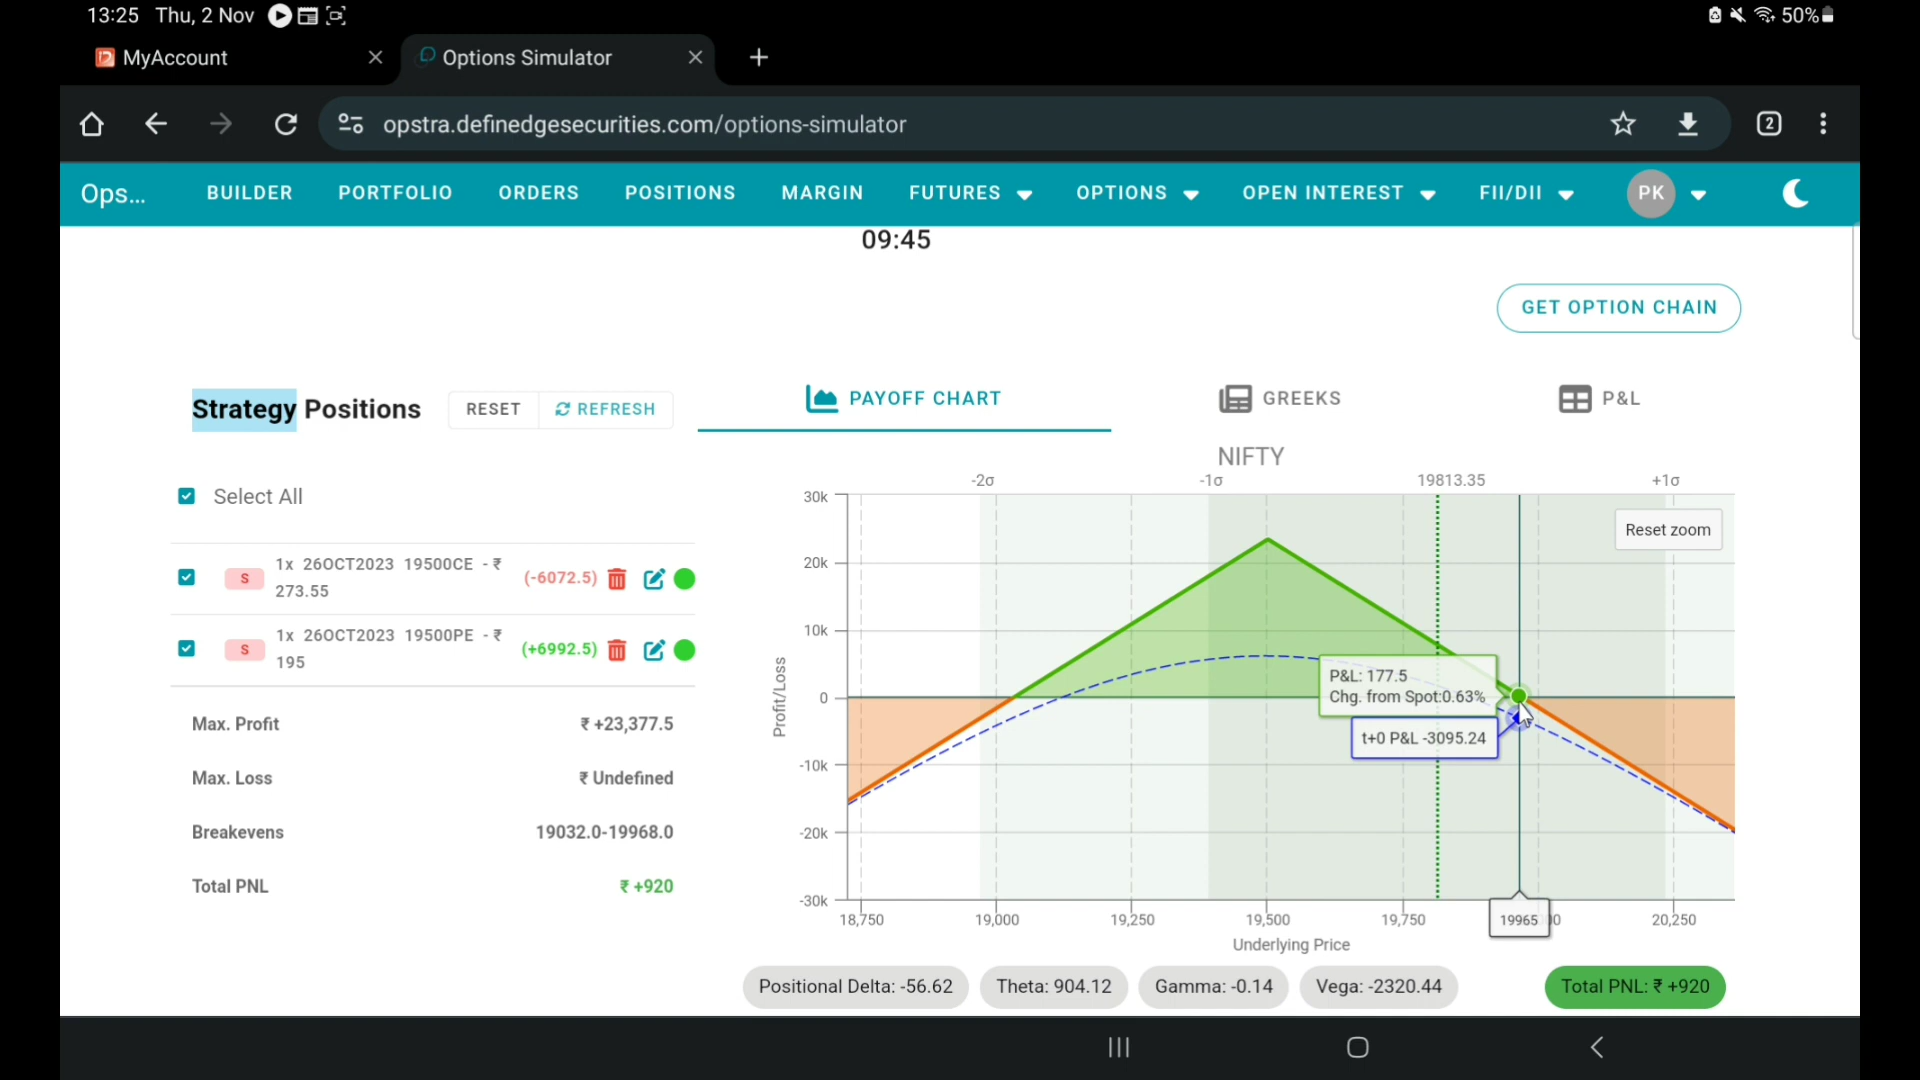 13:25 Thu, 2 Nov
50%
MyAccount
Options Simulator
opstra.definedgesecurities.com/options-simulator
2
Ops...
BUILDER
PORTFOLIO
ORDERS
POSITIONS
MARGIN
FUTURES
OPTIONS
OPEN INTEREST
FII/DII
PK
09:45
GET OPTION CHAIN
Strategy Positions
RESET
REFRESH
PAYOFF CHART
GREEKS
P&L
Select All
S
1x 26OCT2023 19500CE - ₹
273.55
(-6072.5)
S
1x 26OCT2023 19500PE - ₹
195
(+6992.5)
Max. Profit
₹ +23,377.5
Max. Loss
₹ Undefined
Breakevens
19032.0-19968.0
Total PNL
₹ +920
NIFTY
-2σ
-1σ
19813.35
+1σ
Reset zoom
30k
20k
10k
0
-10k
-20k
-30k
Profit/Loss
P&L: 177.5
Chg. from Spot:0.63%
t+0 P&L -3095.24
18,750
19,000
19,250
19,500
19,750
19965
20,250
Underlying Price
Positional Delta: -56.62
Theta: 904.12
Gamma: -0.14
Vega: -2320.44
Total PNL: ₹ +920